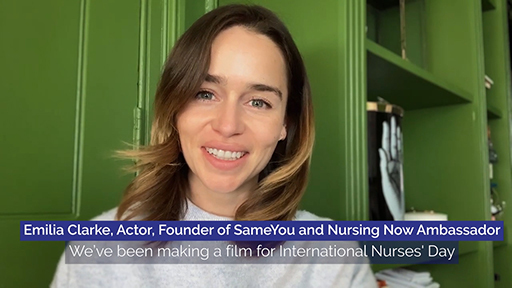 Emilia Clarke, Actor, Founder of SameYou and Nursing Now Ambassador
We've been making a film for International Nurses' Day